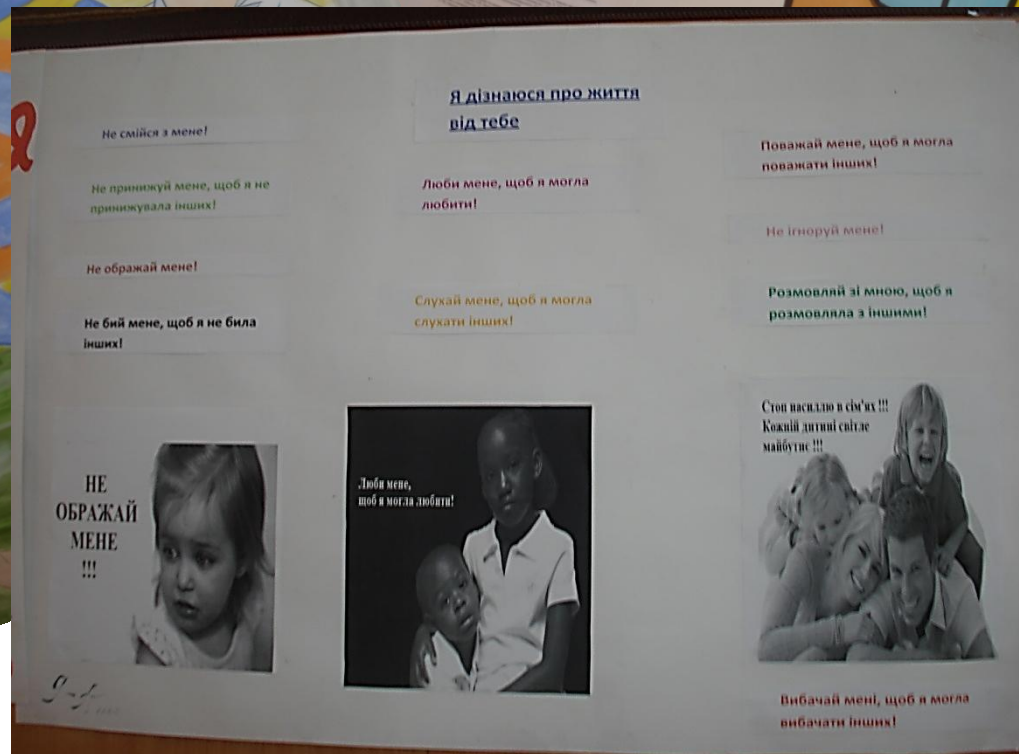 Я дізнаюся про життя
від тебе
Не смійся з мене!
Не принижуй мене, щоб я не
принижувала інших!
Не ображай мене!
Не бий мене, щоб я не била
інших!
Люби мене, щоб я могла
любити!
Слухай мене, щоб я могла
слухати інших!
Поважай мене, щоб я могла
поважати інших!
Не ігноруй мене!
Розмовляй зі мною, щоб я
розмовляла з іншими!
НЕ
ОБРАЖАЙ
МЕНЕ
!!!
Люби мене,
щоб я могла любити!
Стоп насиллю в сім'ях !!!
Кожній дитині світле
майбутнє !!!
Вибачай мені, щоб я могла
вибачати інших!